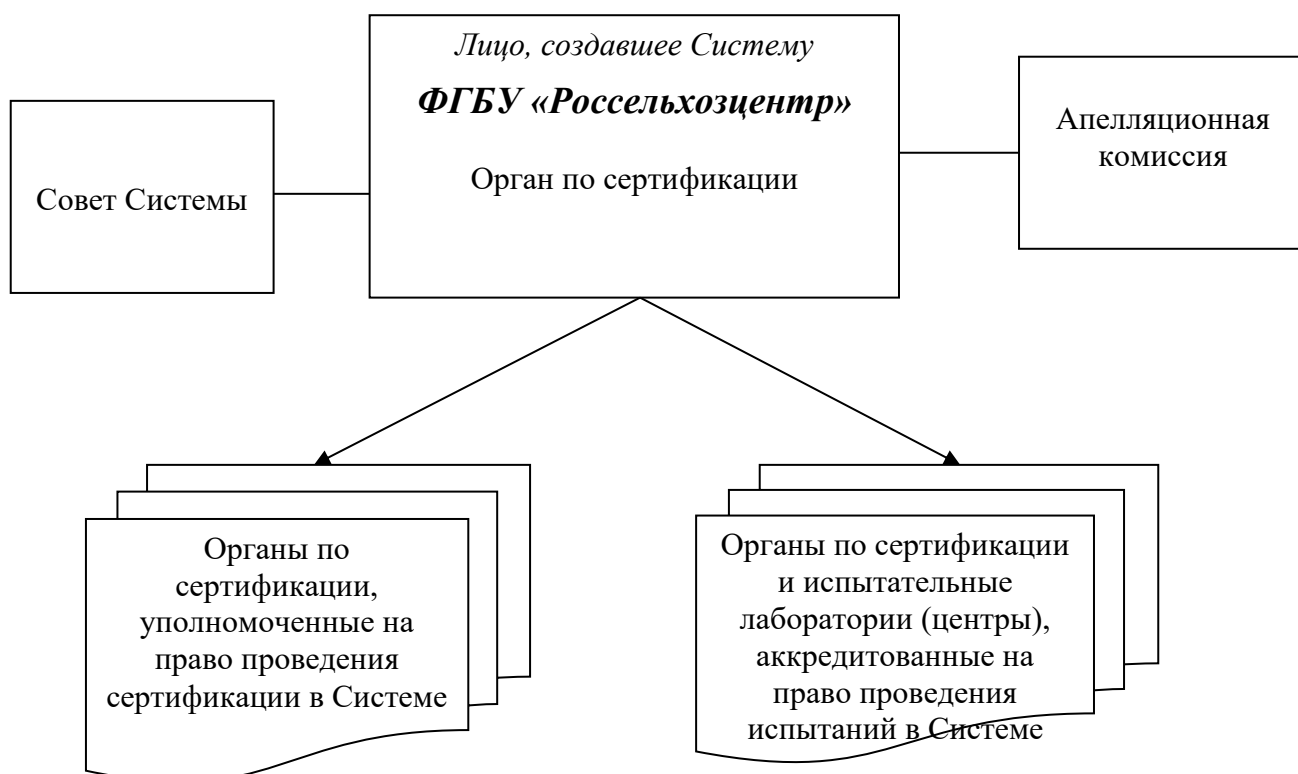 Лицо, создавшее Систему
ФГБУ «Россельхозцентр»
Орган по сертификации
Совет Системы
Апелляционная
комиссия
Органы по
сертификации,
уполномоченные на
право проведения
сертификации в Системе
Органы по сертификации
и испытательные
лаборатории (центры),
аккредитованные на
право проведения
испытаний в Системе